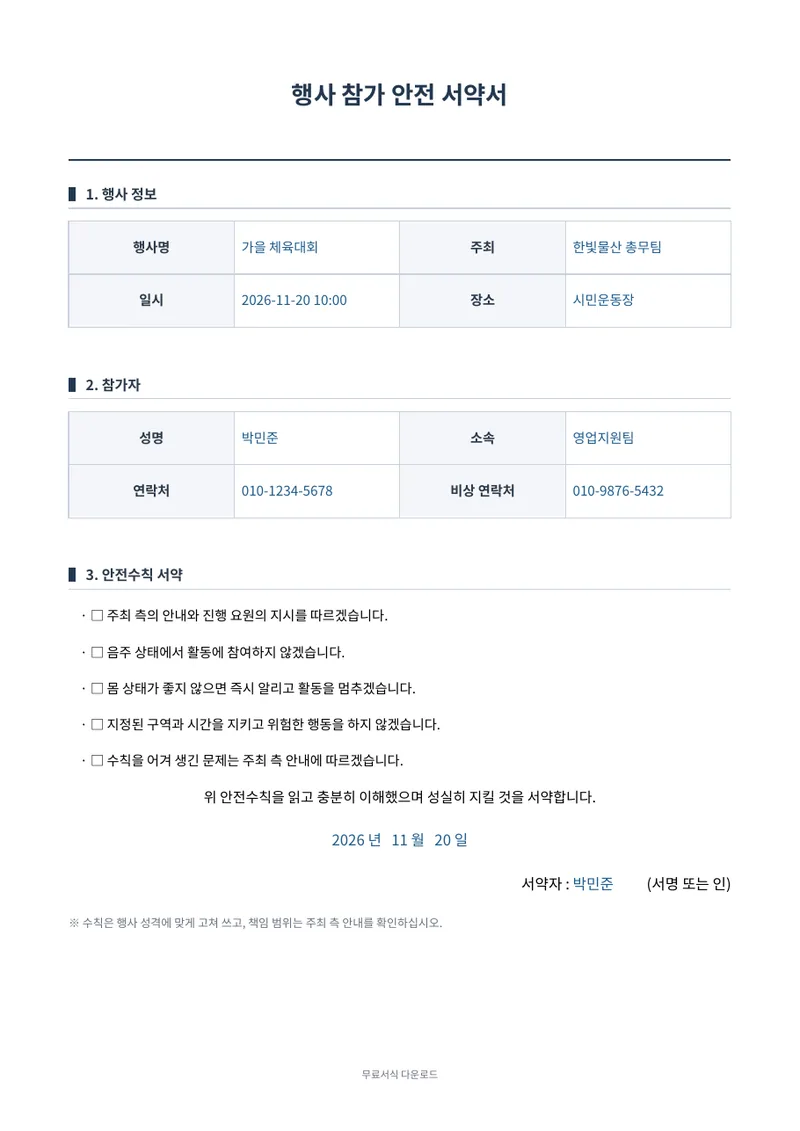 행사 참가 안전 서약서
1. 행사 정보
행사명 가을 체육대회 주최 한빛물산 총무팀
일시 2026-11-20 10:00 장소 시민운동장
2. 참가자
성명 박민준 소속 영업지원팀
연락처 010-1234-5678 비상 연락처 010-9876-5432
3. 안전수칙 서약
· □ 주최 측의 안내와 진행 요원의 지시를 따르겠습니다.
· □ 음주 상태에서 활동에 참여하지 않겠습니다.
· □ 몸 상태가 좋지 않으면 즉시 알리고 활동을 멈추겠습니다.
· □ 지정된 구역과 시간을 지키고 위험한 행동을 하지 않겠습니다.
· □ 수칙을 어겨 생긴 문제는 주최 측 안내에 따르겠습니다.
위 안전수칙을 읽고 충분히 이해했으며 성실히 지킬 것을 서약합니다.
2026 년 11 월 20 일
서약자 : 박민준 (서명 또는 인)
※ 수칙은 행사 성격에 맞게 고쳐 쓰고, 책임 범위는 주최 측 안내를 확인하십시오.
무료서식 다운로드